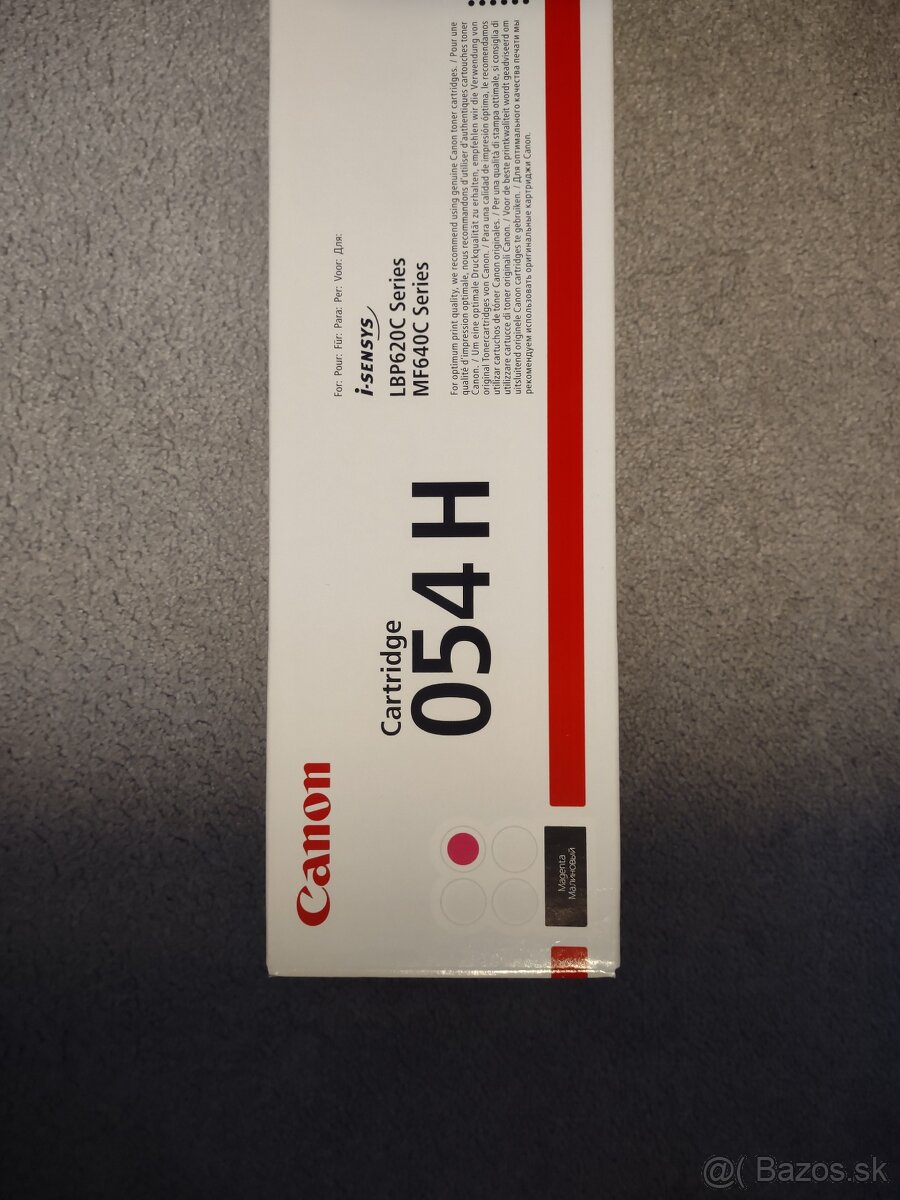 Canon
Cartridge
054 H
For: Pour: Für: Para: Per: Voor: Для:
i-SENSYS
LBP620C Series
MF640C Series
For optimum print quality, we recommend using genuine Canon toner cartridges. / Pour une
qualité d'impression optimale, nous recommandons d'utiliser d'authentiques cartouches toner
Canon. / Um eine optimale Druckqualität zu erhalten, empfehlen wir die Verwendung von
original Tonercartridges von Canon. / Para una calidad de impresión óptima, le recomendamos
utilizar cartuchos de tóner Canon originales. / Per una qualità di stampa ottimale, si consiglia di
utilizzare cartucce di toner originali Canon. / Voor de beste printkwaliteit wordt geadviseerd om
uitsluitend originele Canon cartridges te gebruiken. / Для оптимального качества печати мы
рекомендуем использовать оригинальные картриджи Canon.
Magenta
Малиновый
@( Bazos.sk